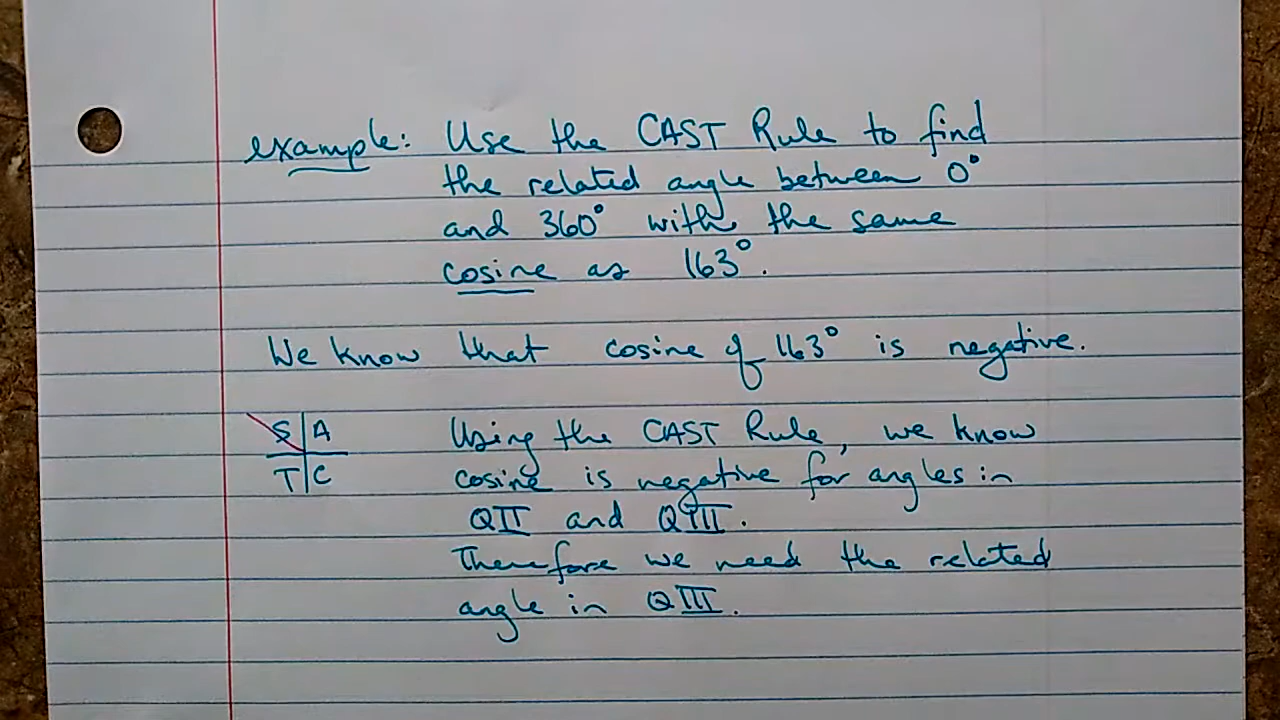 example: Use the CAST Rule to find
the related angle between 0°
and 360° with the same
cosine as 163°.
We know that cosine of 163° is negative.
S A
T C
Using the CAST Rule, we know
cosine is negative for angles in
QII and QIII.
Therefore we need the related
angle in QIII.